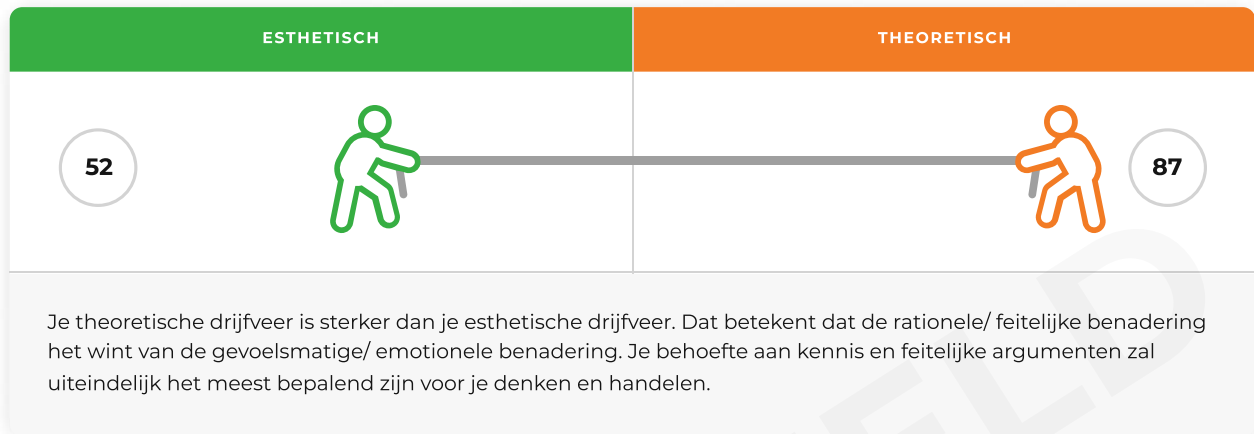 ESTHETISCH
THEORETISCH
52
87
Je theoretische drijfveer is sterker dan je esthetische drijfveer. Dat betekent dat de rationele/ feitelijke benadering
het wint van de gevoelsmatige/ emotionele benadering. Je behoefte aan kennis en feitelijke argumenten zal
uiteindelijk het meest bepalend zijn voor je denken en handelen.